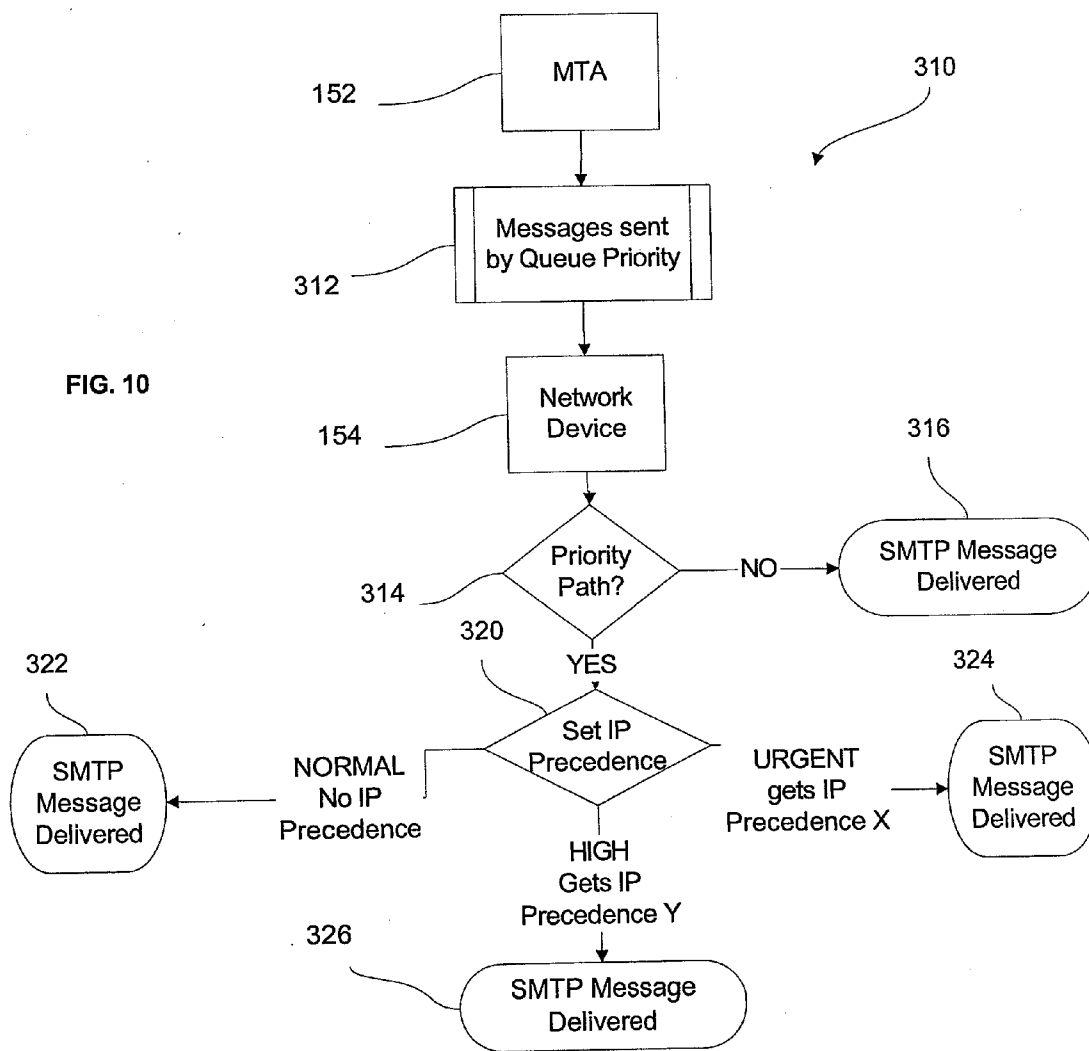 MTA
152
310
Messages sent
by Queue Priority
312
FIG. 10
Network
Device
154
316
Priority
Path?
NO
SMTP Message
Delivered
314
320
YES
322
324
Set IP
Precedence
SMTP
Message
Delivered
NORMAL
No IP
Precedence
URGENT
gets IP
Precedence X
SMTP
Message
Delivered
HIGH
Gets IP
Precedence Y
326
SMTP Message
Delivered